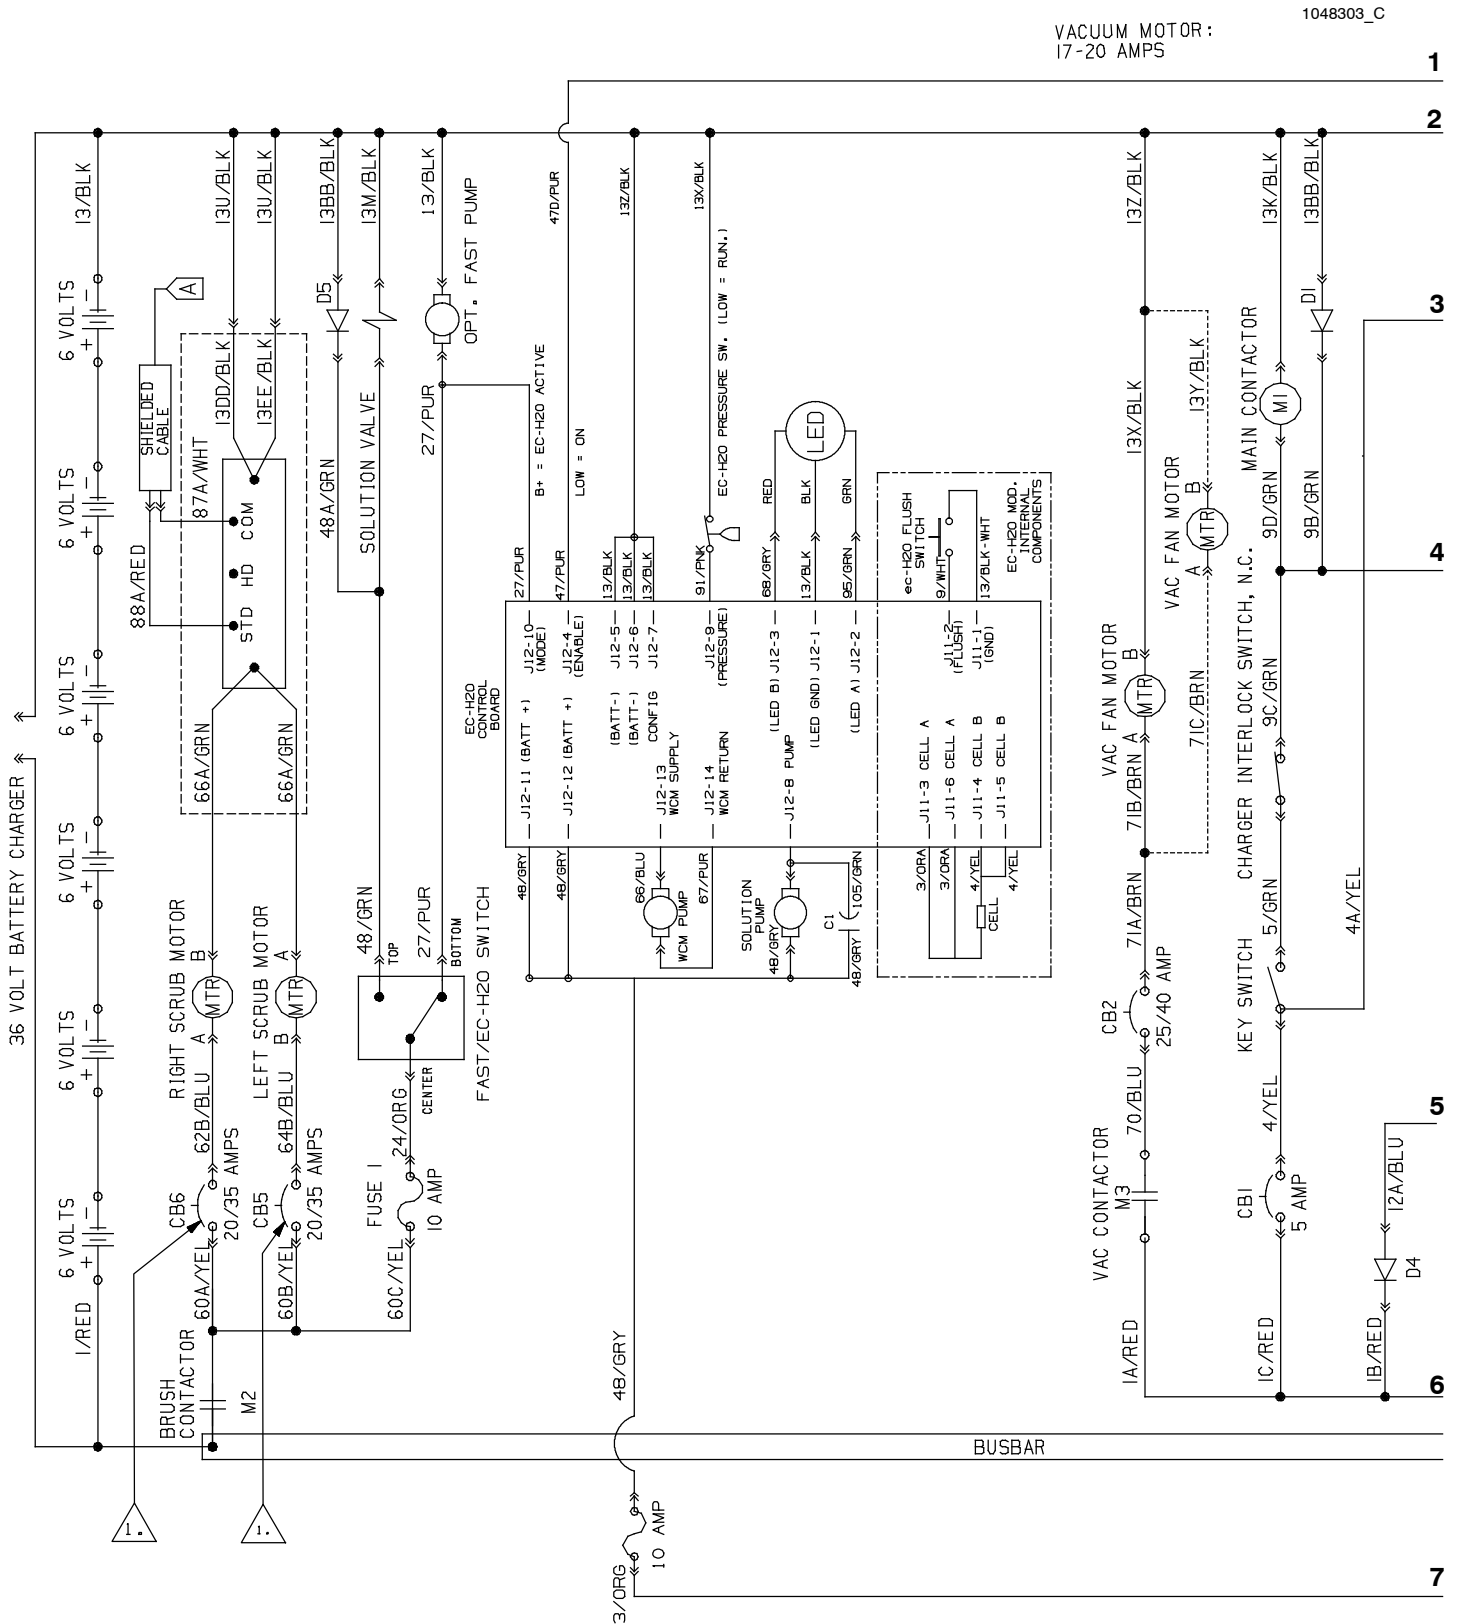 1048303_C
VACUUM MOTOR:
17-20 AMPS
1
2
3
4
5
6
7
36 VOLT BATTERY CHARGER
13/BLK
6 VOLTS
- +
6 VOLTS
- +
6 VOLTS
- +
6 VOLTS
- +
6 VOLTS
- +
6 VOLTS
- +
1/RED
13U/BLK
13U/BLK
A
SHIELDED
CABLE
13DD/BLK
13EE/BLK
87A/WHT
88A/RED
COM
HD
STD
66A/GRN
66A/GRN
RIGHT SCRUB MOTOR
B
MTR
A
62B/BLU
CB6
20/35 AMPS
60A/YEL
LEFT SCRUB MOTOR
A
MTR
B
64B/BLU
CB5
20/35 AMPS
60B/YEL
BRUSH
CONTACTOR
M2
1.
1.
13BB/BLK
D5
48A/GRN
13M/BLK
SOLUTION VALVE
48/GRN
TOP
13/BLK
OPT. FAST PUMP
27/PUR
27/PUR
BOTTOM
FAST/EC-H2O SWITCH
CENTER
24/ORG
FUSE 1
10 AMP
60C/YEL
47D/PUR
B+ = EC-H2O ACTIVE
LOW = ON
13Z/BLK
13X/BLK
EC-H2O PRESSURE SW. (LOW = RUN.)
27/PUR
47/PUR
13/BLK
13/BLK
13/BLK
91/PNK
LED
RED
BLK
GRN
68/GRY
13/BLK
95/GRN
ec-H2O FLUSH
SWITCH
9/WHT
13/BLK-WHT
EC-H2O MOD.
INTERNAL
COMPONENTS
EC-H2O
CONTROL
BOARD
J12-10
(MODE)
J12-4
(ENABLE)
J12-5
(BATT-)
J12-6
(BATT-)
J12-7
CONFIG
J12-9
(PRESSURE)
J12-3
(LED B)
J12-1
(LED GND)
J12-2
(LED A)
J11-2
(FLUSH)
J11-1
(GND)
J12-11 (BATT +)
J12-12 (BATT +)
J12-13
WCM SUPPLY
J12-14
WCM RETURN
J12-8 PUMP
J11-3 CELL A
J11-6 CELL A
J11-4 CELL B
J11-5 CELL B
48/GRY
48/GRY
66/BLU
WCM PUMP
67/PUR
SOLUTION
PUMP
48/GRY
C1
105/GRN
48/GRY
3/ORA
3/ORA
4/YEL
4/YEL
CELL
48/GRY
BUSBAR
10 AMP
3/ORG
13Z/BLK
13X/BLK
13Y/BLK
VAC FAN MOTOR
B
MTR
A
71C/BRN
VAC FAN MOTOR
B
MTR
A
71B/BRN
71A/BRN
CB2
25/40 AMP
70/BLU
VAC CONTACTOR
M3
1A/RED
13K/BLK
MAIN CONTACTOR
M1
9D/GRN
13BB/BLK
D1
9B/GRN
CHARGER INTERLOCK SWITCH, N.C.
9C/GRN
5/GRN
KEY SWITCH
4A/YEL
4/YEL
CB1
5 AMP
1C/RED
12A/BLU
D4
1B/RED